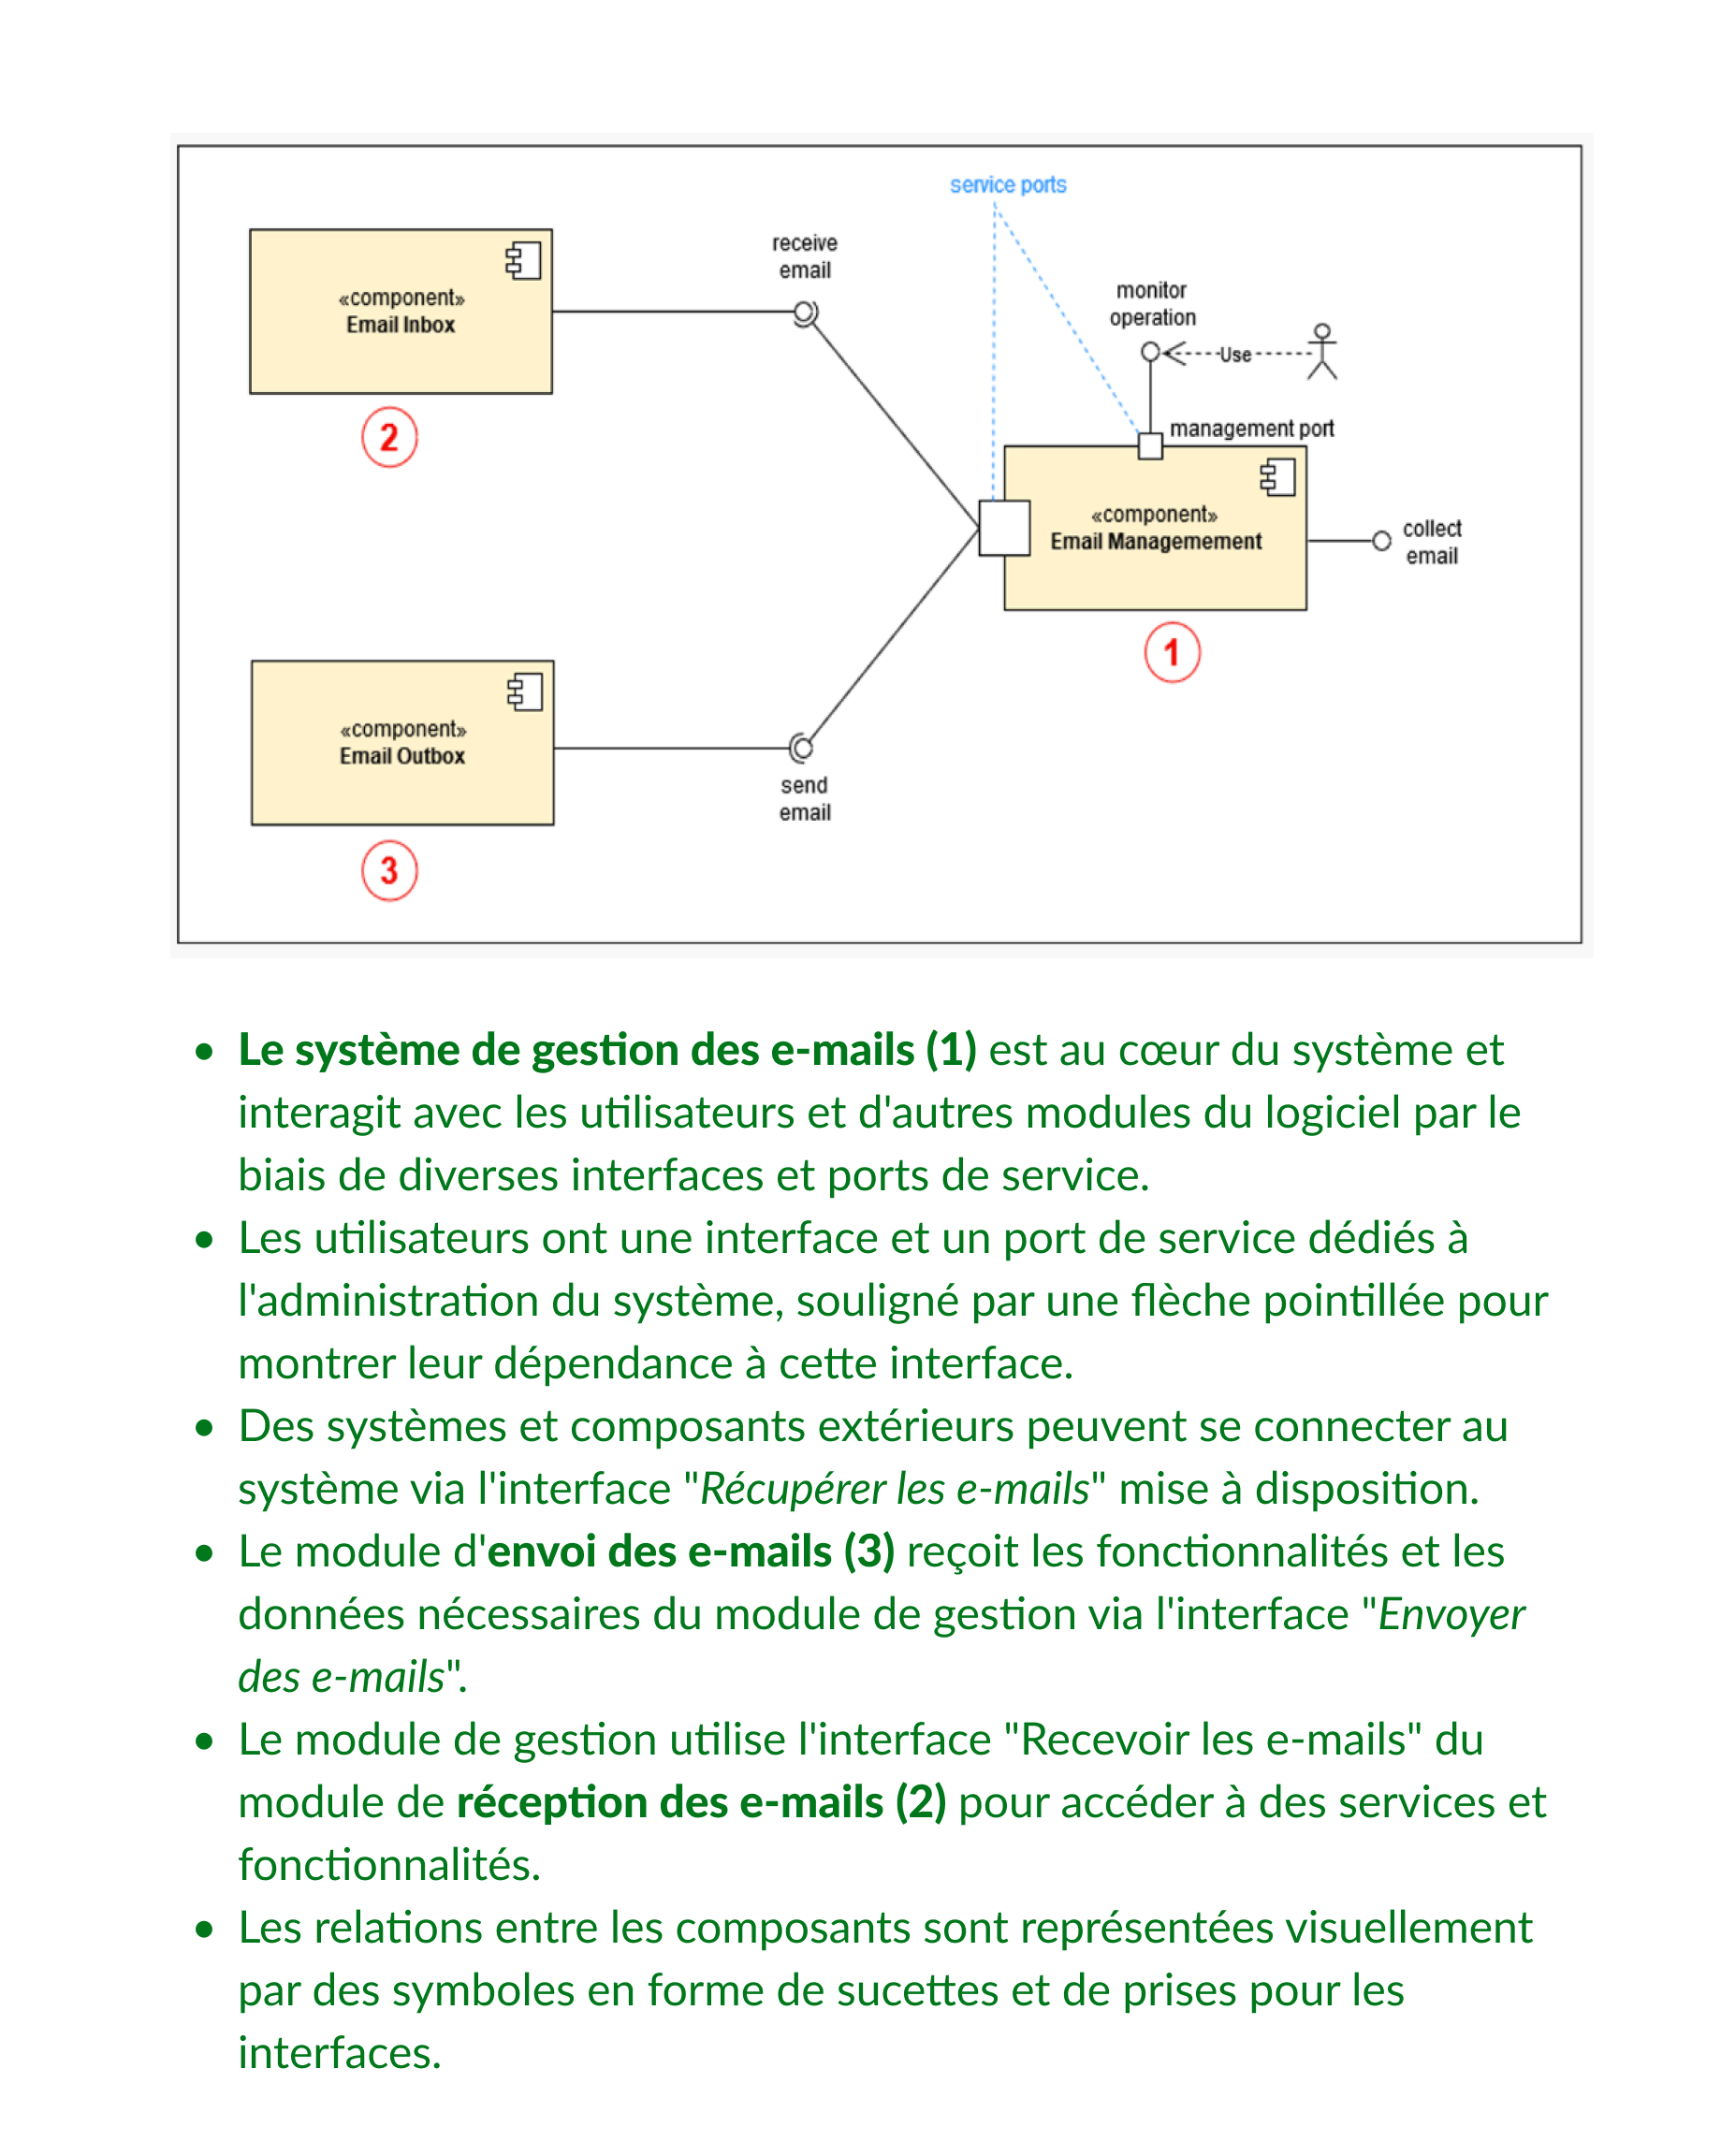 service ports
receive
email
monitor
operation
«component»
Email Inbox
Use
2
management port
«component»
Email Managemement
collect
email
1
«component»
Email Outbox
send
email
3
• Le système de gestion des e-mails (1) est au cœur du système et
interagit avec les utilisateurs et d'autres modules du logiciel par le
biais de diverses interfaces et ports de service.
• Les utilisateurs ont une interface et un port de service dédiés à
l'administration du système, souligné par une flèche pointillée pour
montrer leur dépendance à cette interface.
• Des systèmes et composants extérieurs peuvent se connecter au
système via l'interface "Récupérer les e-mails" mise à disposition.
• Le module d'envoi des e-mails (3) reçoit les fonctionnalités et les
données nécessaires du module de gestion via l'interface "Envoyer
des e-mails".
• Le module de gestion utilise l'interface "Recevoir les e-mails" du
module de réception des e-mails (2) pour accéder à des services et
fonctionnalités.
• Les relations entre les composants sont représentées visuellement
par des symboles en forme de sucettes et de prises pour les
interfaces.